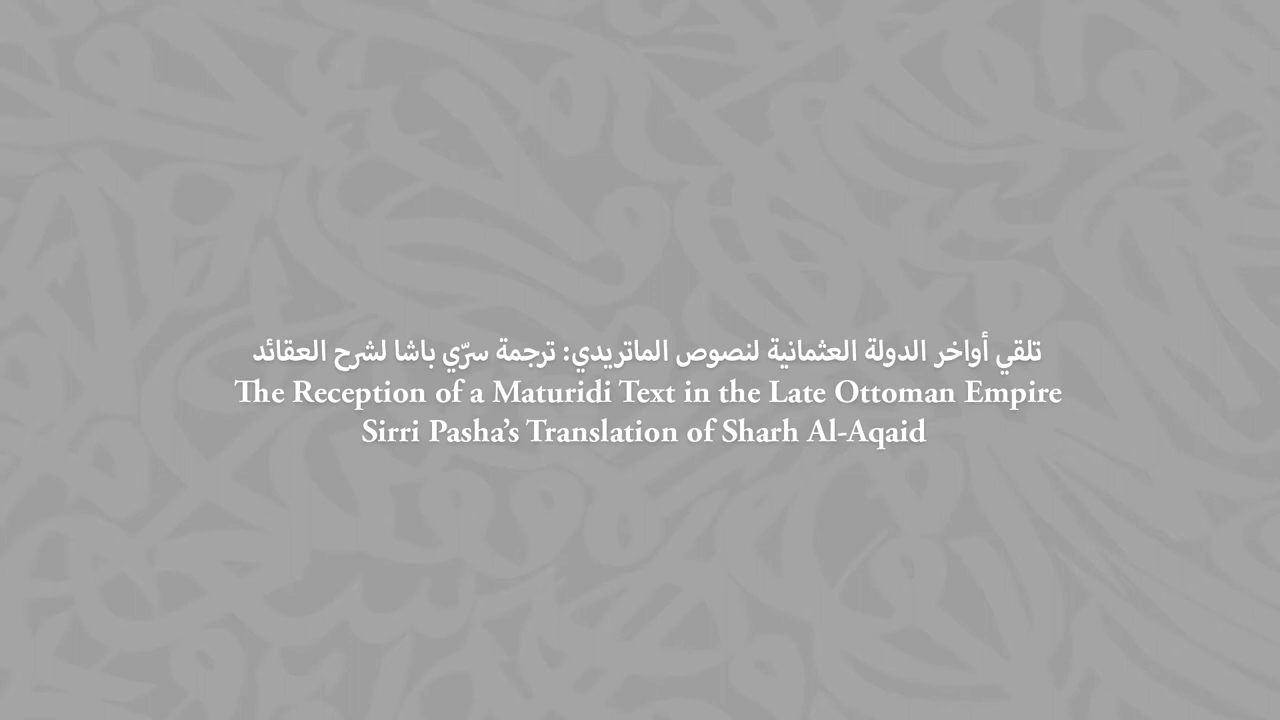 تلقي أواخر الدولة العثمانية لنصوص الماتريدي: ترجمة سرّي باشا لشرح العقائد
The Reception of a Maturidi Text in the Late Ottoman Empire
Sirri Pasha’s Translation of Sharh Al-Aqaid